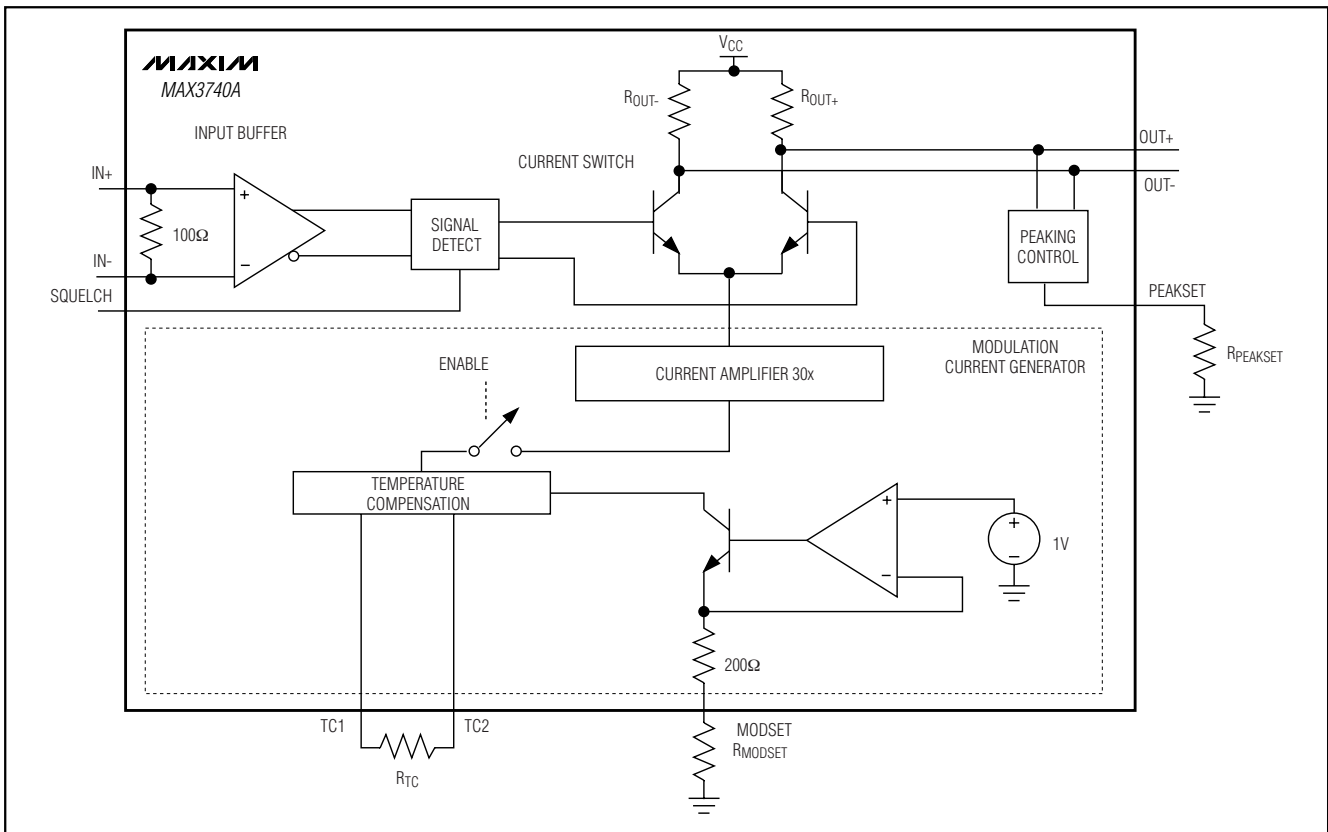 MAXIM
MAX3740A
VCC
ROUT-
ROUT+
INPUT BUFFER
CURRENT SWITCH
OUT+
OUT-
IN+
100Ω
+
−
SIGNAL
DETECT
PEAKING
CONTROL
IN-
SQUELCH
PEAKSET
RPEAKSET
MODULATION
CURRENT GENERATOR
ENABLE
CURRENT AMPLIFIER 30x
TEMPERATURE
COMPENSATION
+
−
+
−
1V
200Ω
TC1
TC2
RTC
MODSET
RMODSET